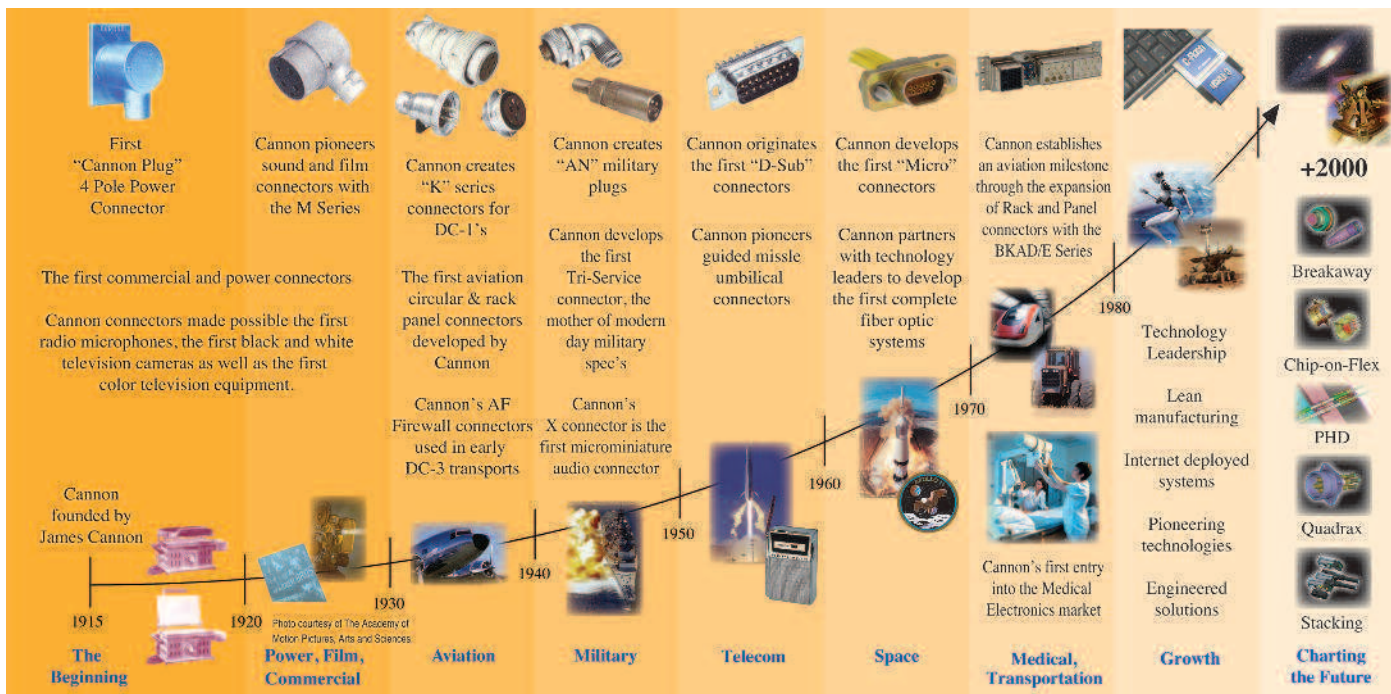 First
“Cannon Plug”
4 Pole Power
Connector
Cannon pioneers
sound and film
connectors with
the M Series
The first commercial and power connectors
Cannon connectors made possible the first
radio microphones, the first black and white
television cameras as well as the first
color television equipment.
Cannon
founded by
James Cannon
Cannon creates
“K” series
connectors for
DC-1’s
The first aviation
circular & rack
panel connectors
developed by
Cannon
Cannon’s AF
Firewall connectors
used in early
DC-3 transports
Cannon creates
“AN” military
plugs
Cannon develops
the first
Tri-Service
connector, the
mother of modern
day military
spec’s
Cannon’s
X connector is the
first microminiature
audio connector
Cannon originates
the first “D-Sub”
connectors
Cannon pioneers
guided missle
umbilical
connectors
Cannon develops
the first “Micro”
connectors
Cannon partners
with technology
leaders to develop
the first complete
fiber optic
systems
Cannon establishes
an aviation milestone
through the expansion
of Rack and Panel
connectors with the
BKAD/E Series
Cannon’s first entry
into the Medical
Electronics market
Technology
Leadership
Lean
manufacturing
Internet deployed
systems
Pioneering
technologies
Engineered
solutions
+2000
Breakaway
Chip-on-Flex
PHD
Quadrax
Stacking
1915
1920
1930
1940
1950
1960
1970
1980
Photo courtesy of The Academy of
Motion Pictures, Arts and Sciences
The
Beginning
Power, Film,
Commercial
Aviation
Military
Telecom
Space
Medical,
Transportation
Growth
Charting
the Future